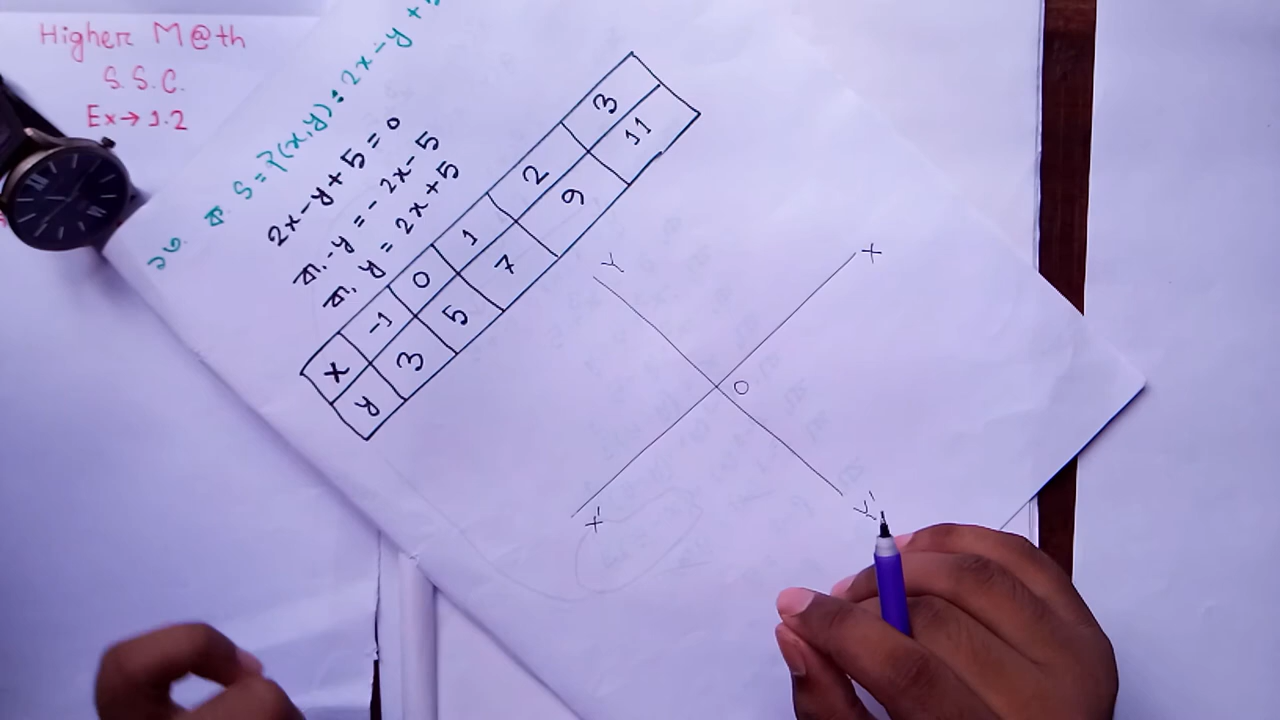 Higher M@th
S.S.C.
Ex→1.2
২৬. ক. S = {(x,y) : 2x-y+
2x-y+5=0
বা, -y = -2x-5
বা, y = 2x+5
x -1 0 1 2 3
y 3 5 7 9 11
Y
X
O
X'
Y'